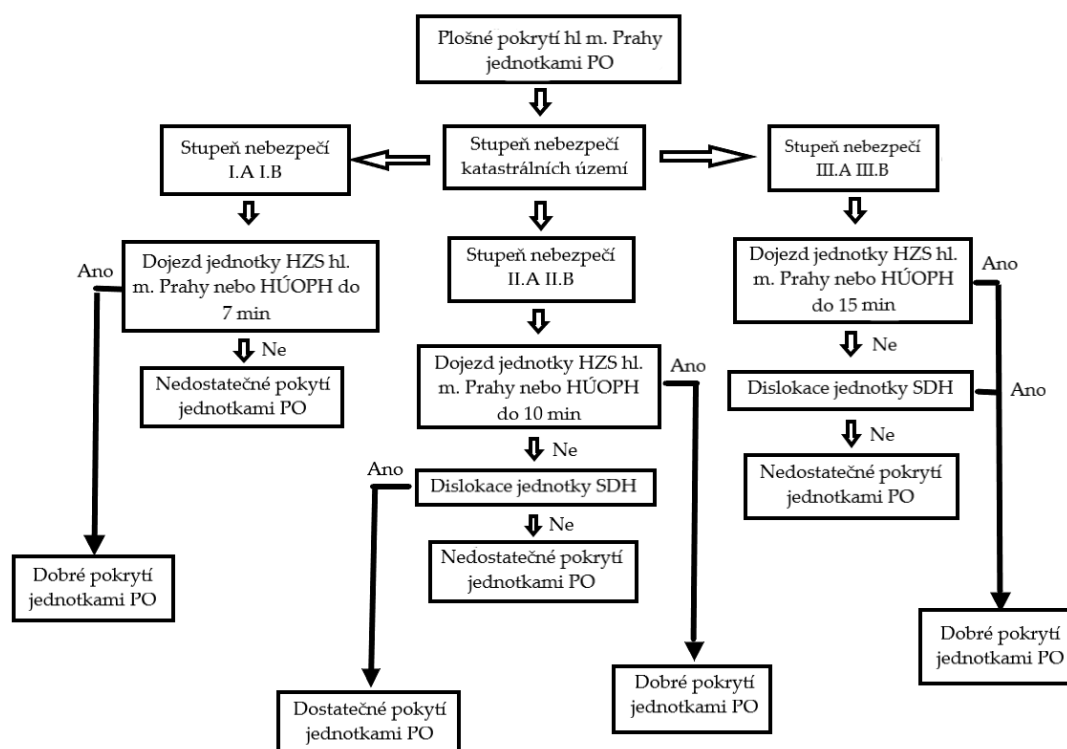 Plošné pokrytí hl m. Prahy
jednotkami PO
Stupeň nebezpečí
I.A I.B
Stupeň nebezpečí
katastrálních území
Stupeň nebezpečí
III.A III.B
Ano
Dojezd jednotky HZS hl.
m. Prahy nebo HÚOPH do
7 min
Stupeň nebezpečí
II.A II.B
Dojezd jednotky HZS hl.
m. Prahy nebo HÚOPH
do 15 min
Ano
Ne
Nedostatečné pokytí
jednotkami PO
Dojezd jednotky HZS hl.
m. Prahy nebo HÚOPH
do 10 min
Ano
Ne
Dislokace jednotky SDH
Ano
Ne
Ano
Dislokace jednotky SDH
Ne
Nedostatečné pokrytí
jednotkami PO
Ne
Nedostatečné pokrytí
jednotkami PO
Dobré pokrytí
jednotkami PO
Dobré pokrytí
jednotkami PO
Dobré pokrytí
jednotkami PO
Dostatečné pokytí
jednotkami PO